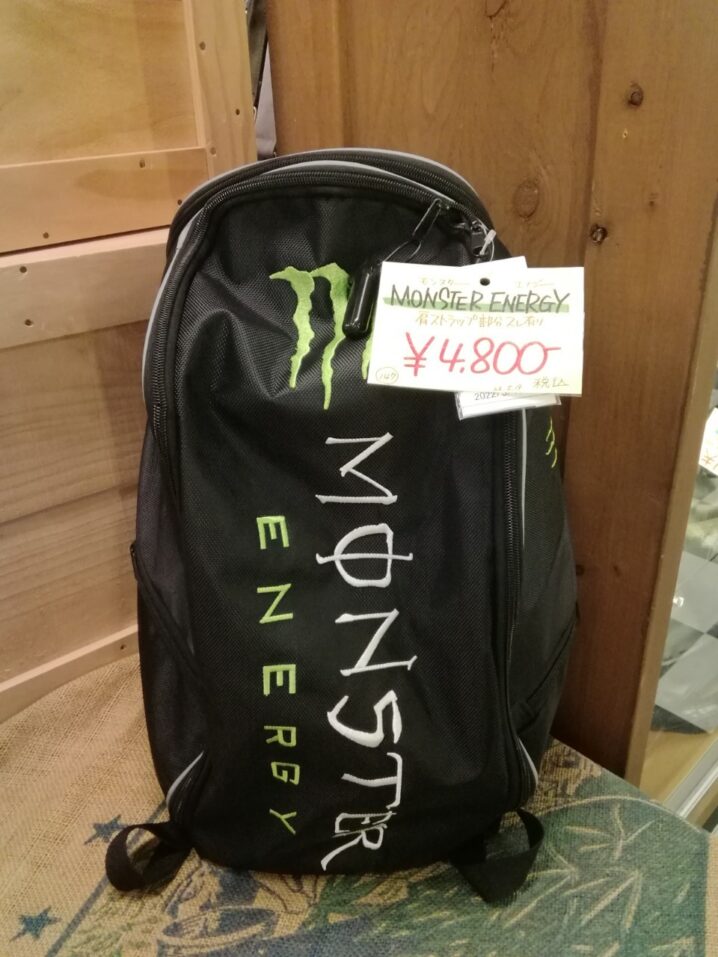 モンスター エナジー
MONSTER ENERGY
肩ストラップ部分スレ有り
¥4.800-
税込
MONSTER
ENERGY